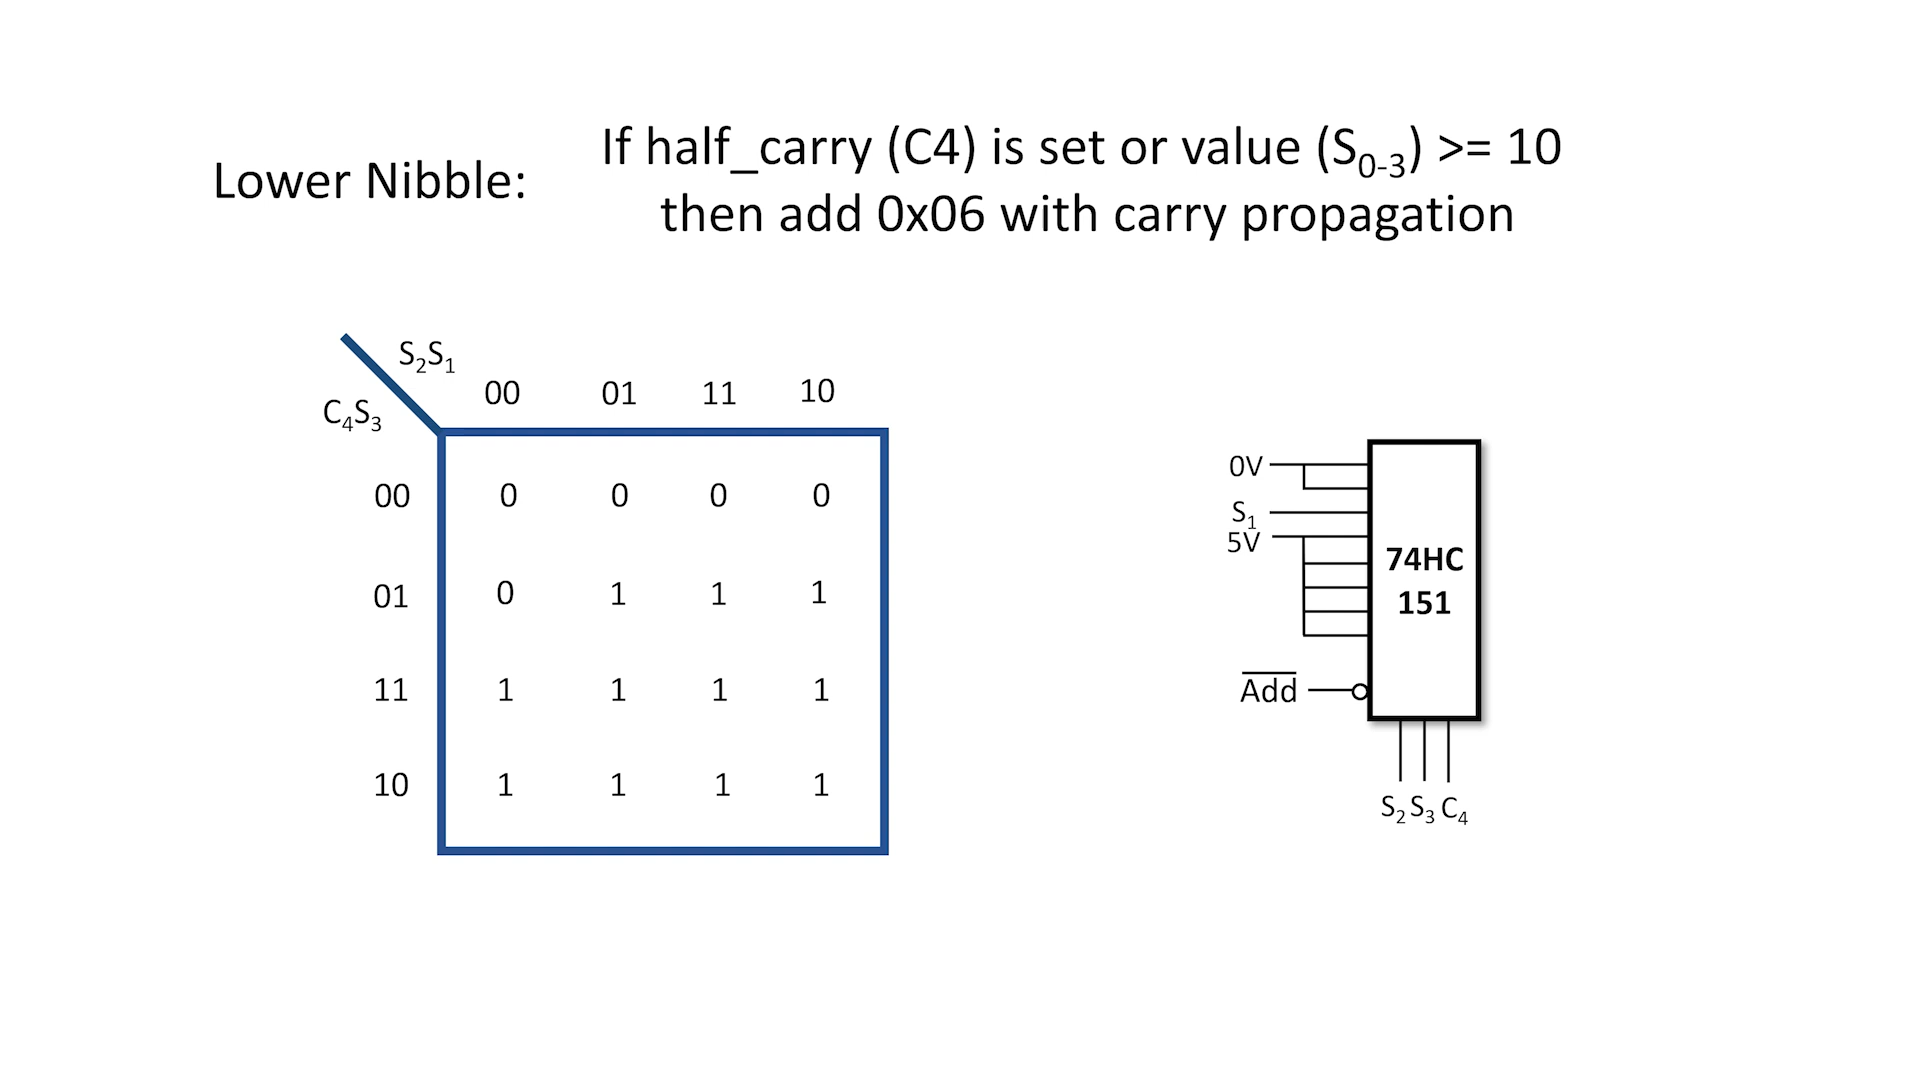 If half_carry (C4) is set or value (S0-3) >= 10
Lower Nibble:
then add 0x06 with carry propagation
S2S1
C4S3
00 01 11 10
00 0 0 0 0
01 0 1 1 1
11 1 1 1 1
10 1 1 1 1
0V
S1
5V
74HC
151
Add
S2 S3 C4